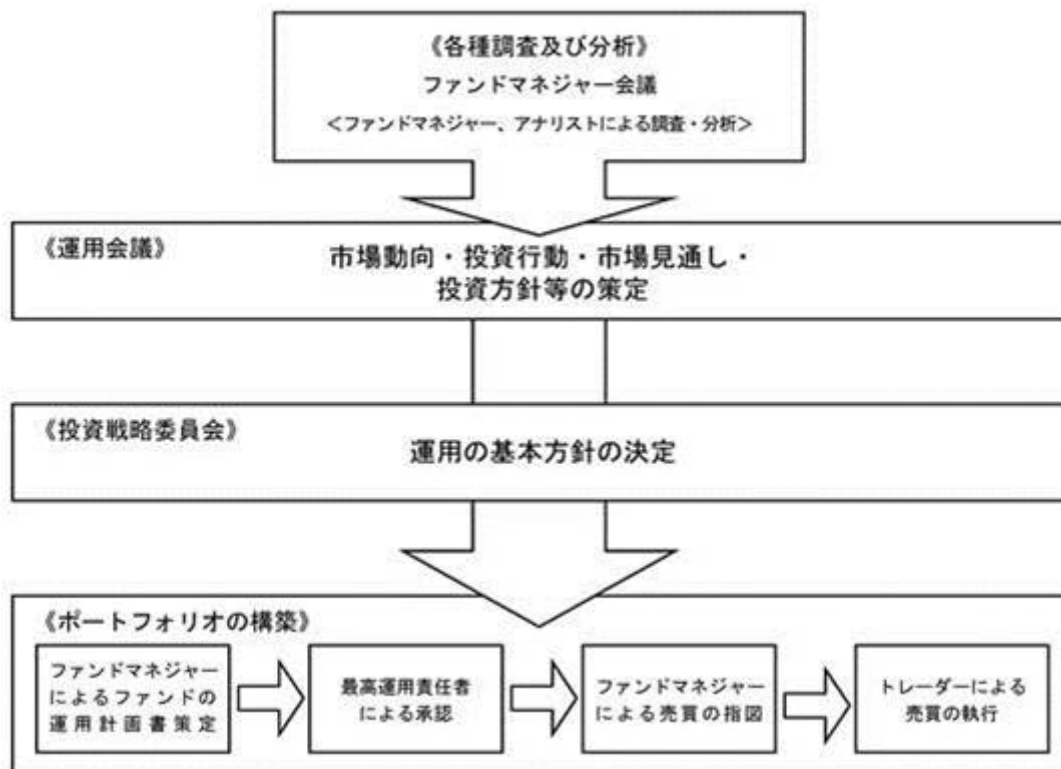 《各種調査及び分析》
ファンドマネジャー会議
<ファンドマネジャー、アナリストによる調査・分析>
《運用会議》
市場動向・投資行動・市場見通し・
投資方針等の策定
《投資戦略委員会》
運用の基本方針の決定
《ポートフォリオの構築》
ファンドマネジャー
によるファンドの
運用計画書策定
最高運用責任者
による承認
ファンドマネジャー
による売買の指図
トレーダーによる
売買の執行